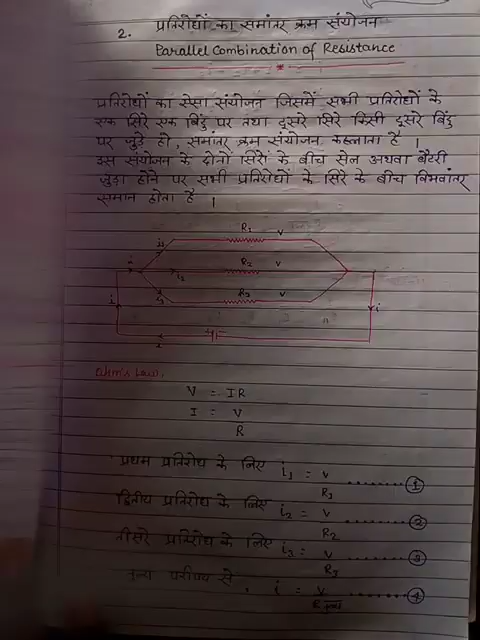 2. प्रतिरोधों का समांतर क्रम संयोजन
Parallel Combination of Resistance
प्रतिरोधों का ऐसा संयोजन जिसमें सभी प्रतिरोधों के
एक सिरे एक बिंदु पर तथा दूसरे सिरे किसी दूसरे बिंदु
पर जुड़े हो, समांतर क्रम संयोजन कहलाता है ।
इस संयोजन के दोनों सिरों के बीच सेल अथवा बैटरी
जुड़ा होने पर सभी प्रतिरोधों के सिरे के बीच विभवांतर
समान होता है ।
R1 V
i1
i i2 R2 V
i3 R3 V
i i
Ohm's Law,
V = IR
I = V
R
प्रथम प्रतिरोध के लिए i1 = V ........ 1
R1
द्वितीय प्रतिरोध के लिए i2 = V ........ 2
R2
तीसरे प्रतिरोध के लिए i3 = V ........ 3
R3
तुल्य परिपथ से, i = V ........ 4
R तुल्य